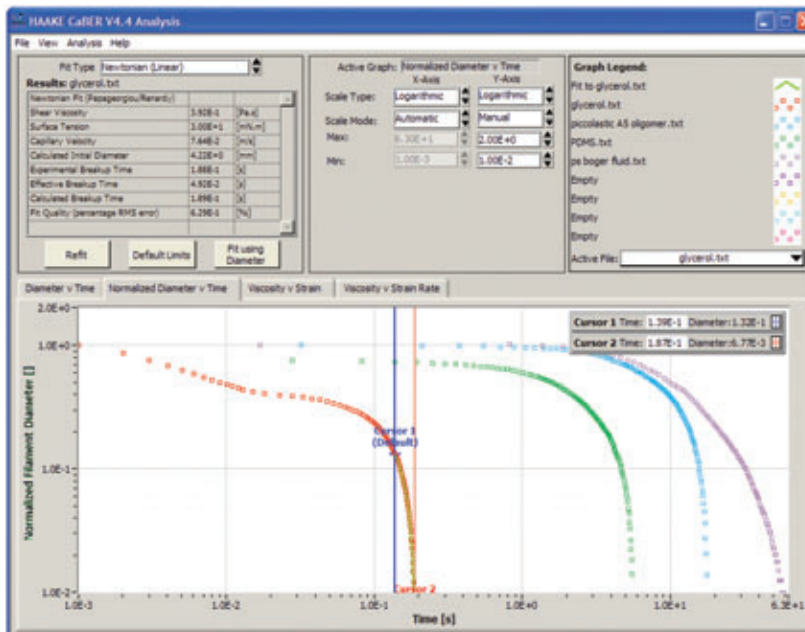 HAAKE CaBER V4.4 Analysis
File View Analysis Help
Fit Type Newtonian (Linear)
Results: glycerol.txt
Newtonian Fit (Papageorgiou/Renardy)
Shear Viscosity 3.92E-1 [Pa.s]
Surface Tension 3.00E+1 [mN.m]
Capillary Velocity 7.64E-2 [m/s]
Calculated Initial Diameter 4.22E+0 [mm]
Experimental Breakup Time 1.88E-1 [s]
Effective Breakup Time 4.92E-2 [s]
Calculated Breakup Time 1.89E-1 [s]
Fit Quality (percentage RMS error) 6.29E-1 [%]
Refit
Default Limits
Fit using
Diameter
Active Graph: Normalized Diameter v Time
X-Axis Y-Axis
Scale Type: Logarithmic Logarithmic
Scale Mode: Automatic Manual
Max: 6.30E+1 2.00E+0
Min: 1.00E-3 1.00E-2
Graph Legend:
Fit to glycerol.txt
glycerol.txt
piccolastic A5 oligomer.txt
PDMS.txt
ps boger fluid.txt
Empty
Empty
Empty
Empty
Active File: glycerol.txt
Diameter v Time Normalized Diameter v Time Viscosity v Strain Viscosity v Strain Rate
Cursor 1 Time: 1.39E-1 Diameter: 1.32E-1
Cursor 2 Time: 1.87E-1 Diameter: 6.77E-3
Normalized Filament Diameter []
2.0E+0
1.0E+0
1.0E-1
1.0E-2
Cursor 1
(Default)
Cursor 2
1.0E-3 1.0E-2 1.0E-1 1.0E+0 1.0E+1 6.3E+1
Time [s]